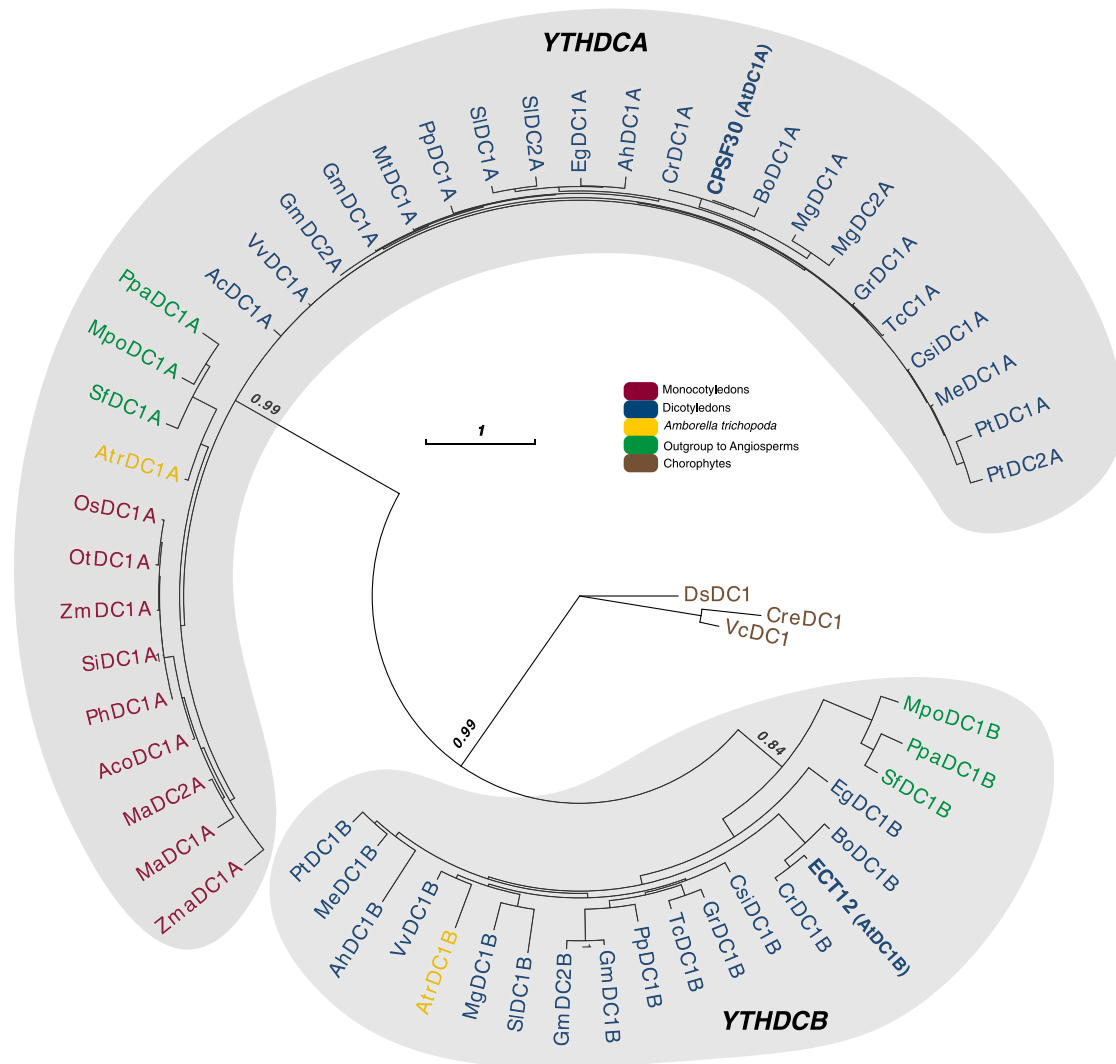 YTHDCA
PpaDC1A
MpoDC1A
SfDC1A
AtrDC1A
OsDC1A
OtDC1A
ZmDC1A
SiDC1A
1
PhDC1A
AcoDC1A
MaDC2A
MaDC1A
ZmaDC1A
AcDC1A
VvDC1A
GmDC2A
GmDC1A
MtDC1A
PpDC1A
SlDC1A
SlDC2A
EgDC1A
AhDC1A
CrDC1A
CPSF30 (AtDC1A)
BoDC1A
MgDC1A
MgDC2A
GrDC1A
TcC1A
CsiDC1A
MeDC1A
PtDC1A
PtDC2A
0.99
1
Monocotyledons
Dicotyledons
Amborella trichopoda
Outgroup to Angiosperms
Chorophytes
DsDC1
CreDC1
VcDC1
0.99
0.84
MpoDC1B
PpaDC1B
SfDC1B
EgDC1B
BoDC1B
ECT12 (AtDC1B)
CrDC1B
CsiDC1B
GrDC1B
TcDC1B
PpDC1B
GmDC1B
1
GmDC2B
SlDC1B
MgDC1B
AtrDC1B
VvDC1B
AhDC1B
MeDC1B
PtDC1B
YTHDCB